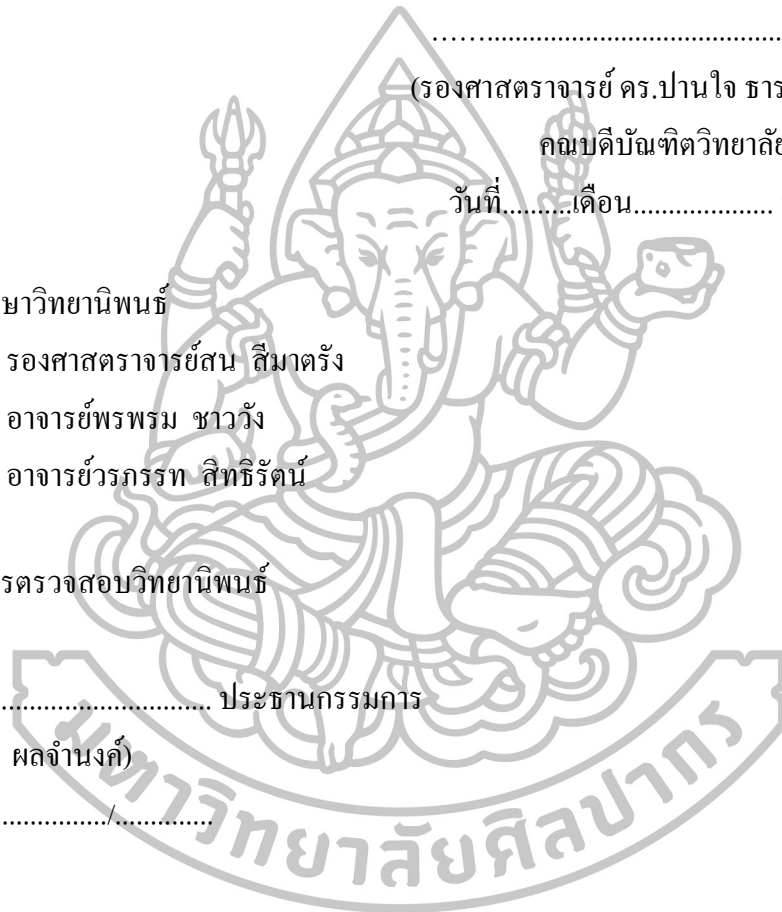 (รองศาสตราจารย์ ดร.ปานใจ ธาร
คณบดีบัณฑิตวิทยาลัย
วันที่..........เดือน....................
ษาวิทยานิพนธ์
รองศาสตราจารย์สน สีมาตรัง
อาจารย์พรพรม ชาววัง
อาจารย์วรภรรท สิทธิรัตน์
รตรวจสอบวิทยานิพนธ์
.............................. ประธานกรรมการ
ผลจำนงค์)
.............../..............
มหาวิทยาลัยศิลปากร